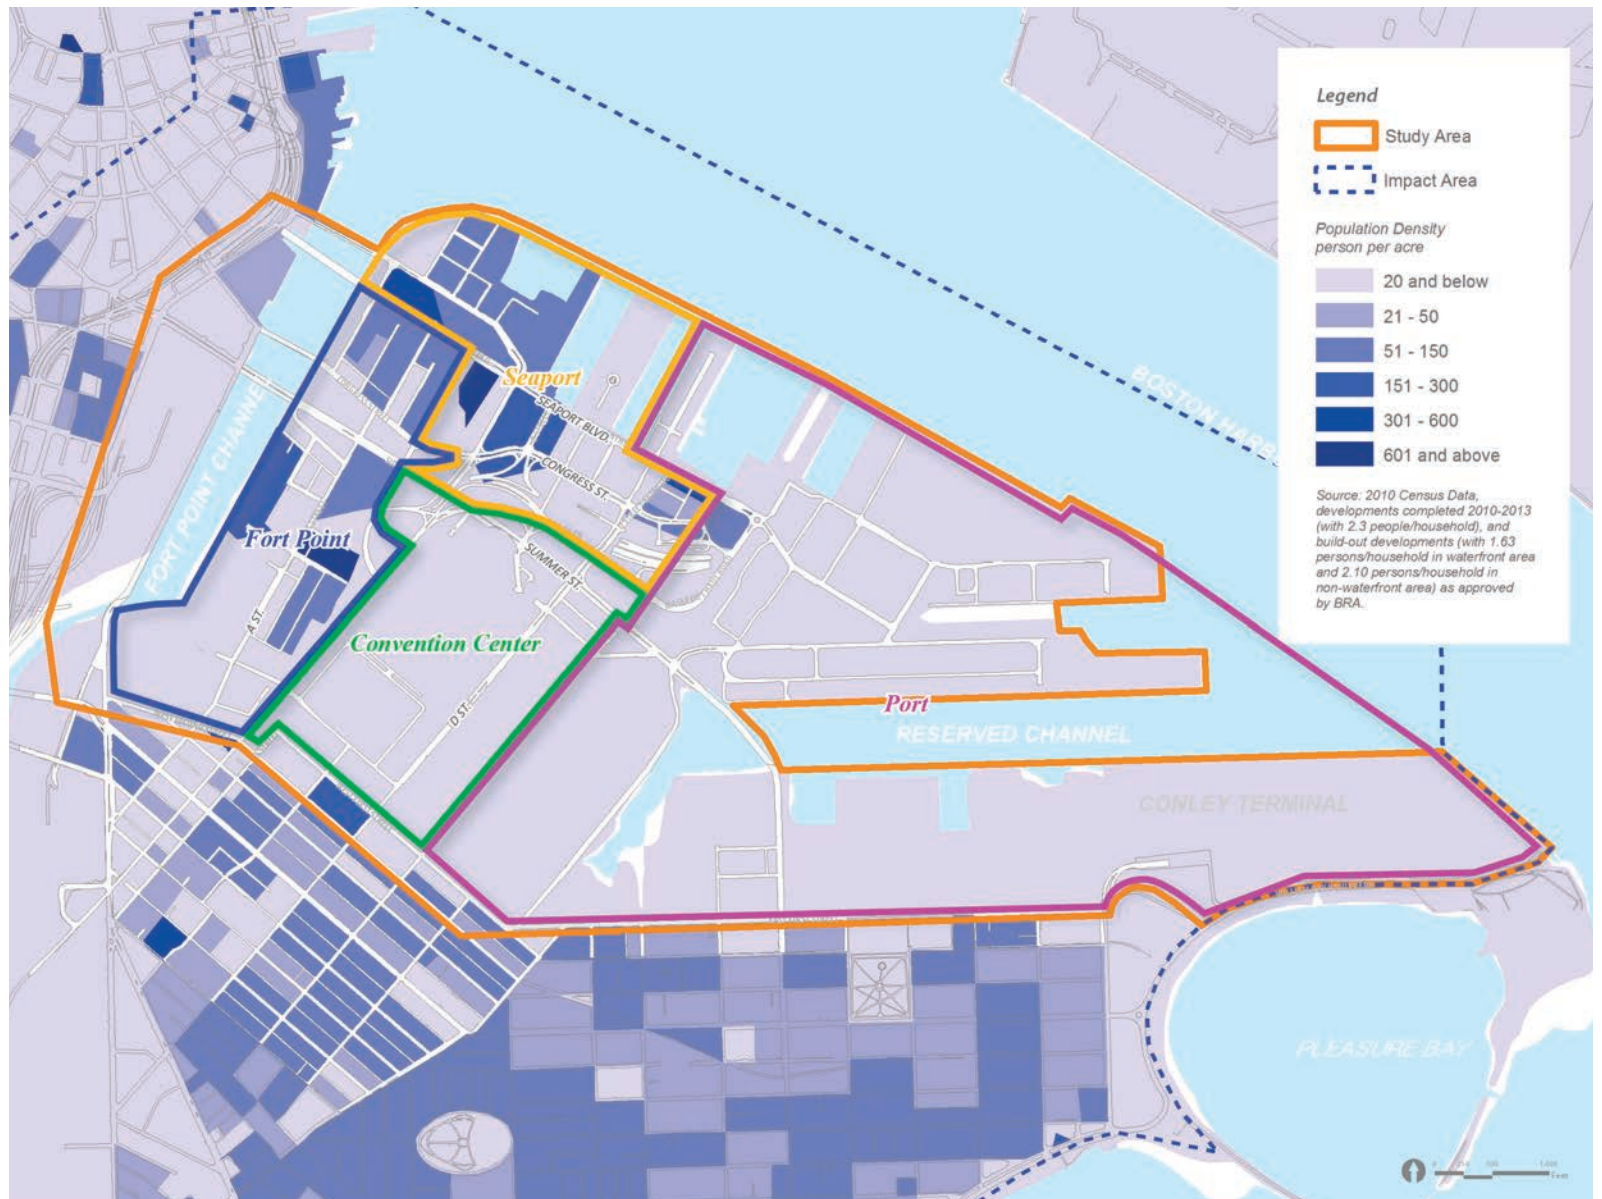 Legend
Study Area
Impact Area
Population Density
person per acre
20 and below
21 - 50
51 - 150
151 - 300
301 - 600
601 and above
Source: 2010 Census Data,
developments completed 2010-2013
(with 2.3 people/household), and
build-out developments (with 1.63
persons/household in waterfront area
and 2.10 persons/household in
non-waterfront area) as approved
by BRA.
BOSTON HARB
FORT POINT CHANNEL
Seaport
SEAPORT BLVD.
CONGRESS ST.
Fort Point
SUMMER ST.
A ST.
Convention Center
D ST.
Port
RESERVED CHANNEL
CONLEY TERMINAL
PLEASURE BAY